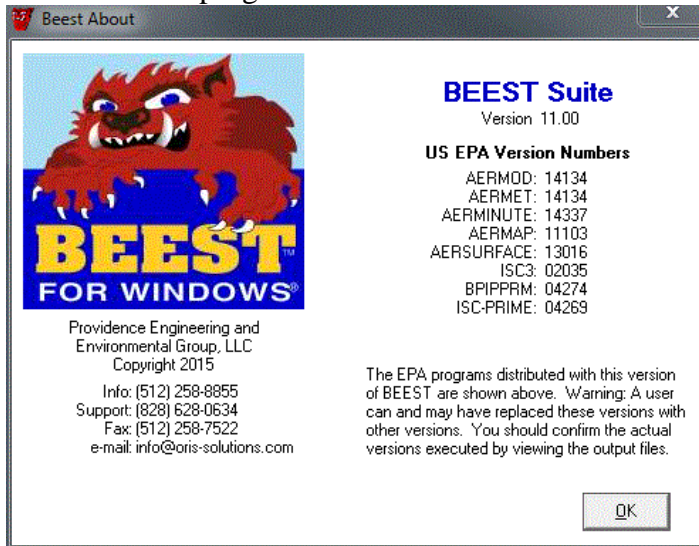 Beest About
x
BEEST™
FOR WINDOWS®
Providence Engineering and
Environmental Group, LLC
Copyright 2015
Info: (512) 258-8855
Support: (828) 628-0634
Fax: (512) 258-7522
e-mail: info@oris-solutions.com
BEEST Suite
Version 11.00
US EPA Version Numbers
AERMOD: 14134
AERMET: 14134
AERMINUTE: 14337
AERMAP: 11103
AERSURFACE: 13016
ISC3: 02035
BPIPPRM: 04274
ISC-PRIME: 04269
The EPA programs distributed with this version
of BEEST are shown above. Warning: A user
can and may have replaced these versions with
other versions. You should confirm the actual
versions executed by viewing the output files.
OK